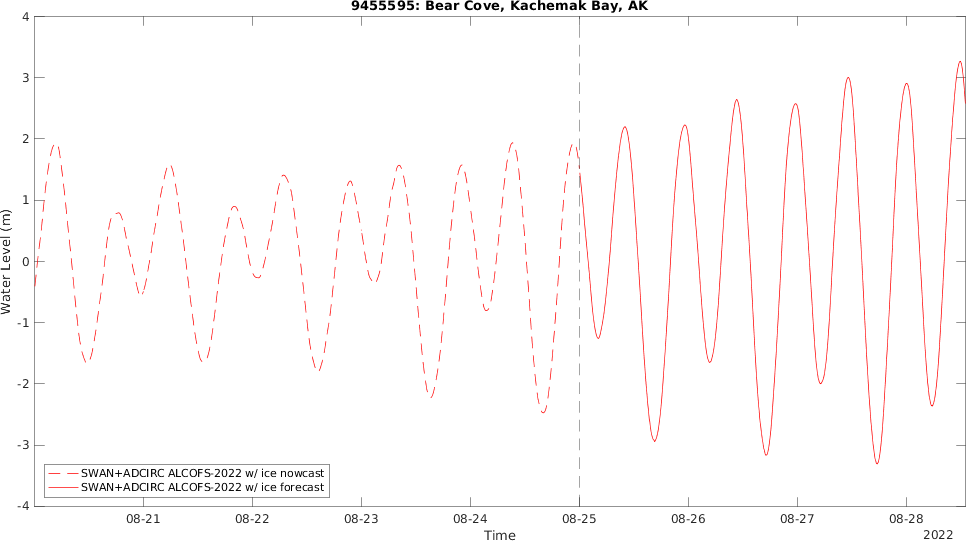 9455595: Bear Cove, Kachemak Bay, AK
4
3
2
1
0
-1
-2
-3
-4
Water Level (m)
SWAN+ADCIRC ALCOFS-2022 w/ ice nowcast
SWAN+ADCIRC ALCOFS-2022 w/ ice forecast
08-21 08-22 08-23 08-24 08-25 08-26 08-27 08-28
Time
2022